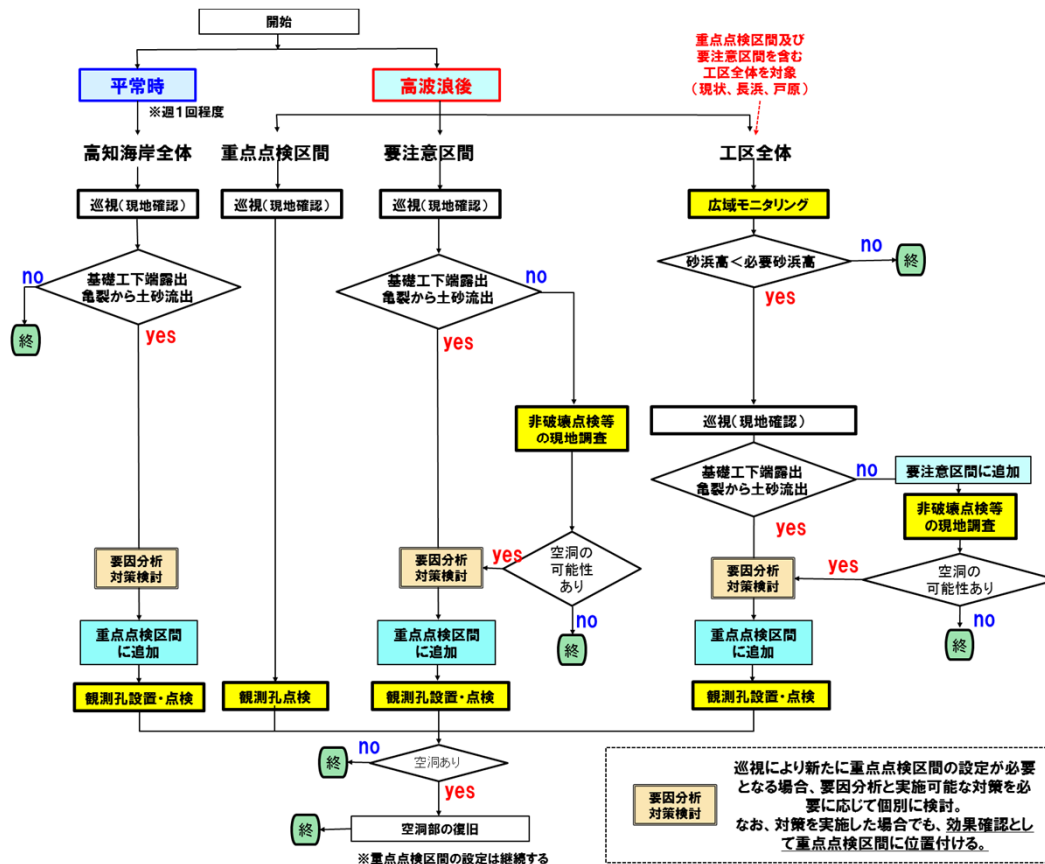 開始
平常時
※週1回程度
高波浪後
重点点検区間及び
要注意区間を含む
工区全体を対象
（現状、長浜、戸原）
高知海岸全体
重点点検区間
要注意区間
工区全体
巡視(現地確認)
巡視(現地確認)
巡視(現地確認)
広域モニタリング
no
基礎工下端露出
亀裂から土砂流出
yes
終
基礎工下端露出
亀裂から土砂流出
no
yes
砂浜高＜必要砂浜高
no
終
yes
非破壊点検等
の現地調査
巡視(現地確認)
基礎工下端露出
亀裂から土砂流出
no
要注意区間に追加
yes
非破壊点検等
の現地調査
要因分析
対策検討
要因分析
対策検討
yes
空洞の
可能性
あり
no
終
要因分析
対策検討
yes
空洞の
可能性あり
no
終
重点点検区間
に追加
重点点検区間
に追加
重点点検区間
に追加
観測孔設置・点検
観測孔点検
観測孔設置・点検
観測孔設置・点検
no
終
空洞あり
yes
終
空洞部の復旧
※重点点検区間の設定は継続する
要因分析
対策検討
巡視により新たに重点点検区間の設定が必要
となる場合、要因分析と実施可能な対策を必
要に応じて個別に検討。
なお、対策を実施した場合でも、効果確認とし
て重点点検区間に位置付ける。